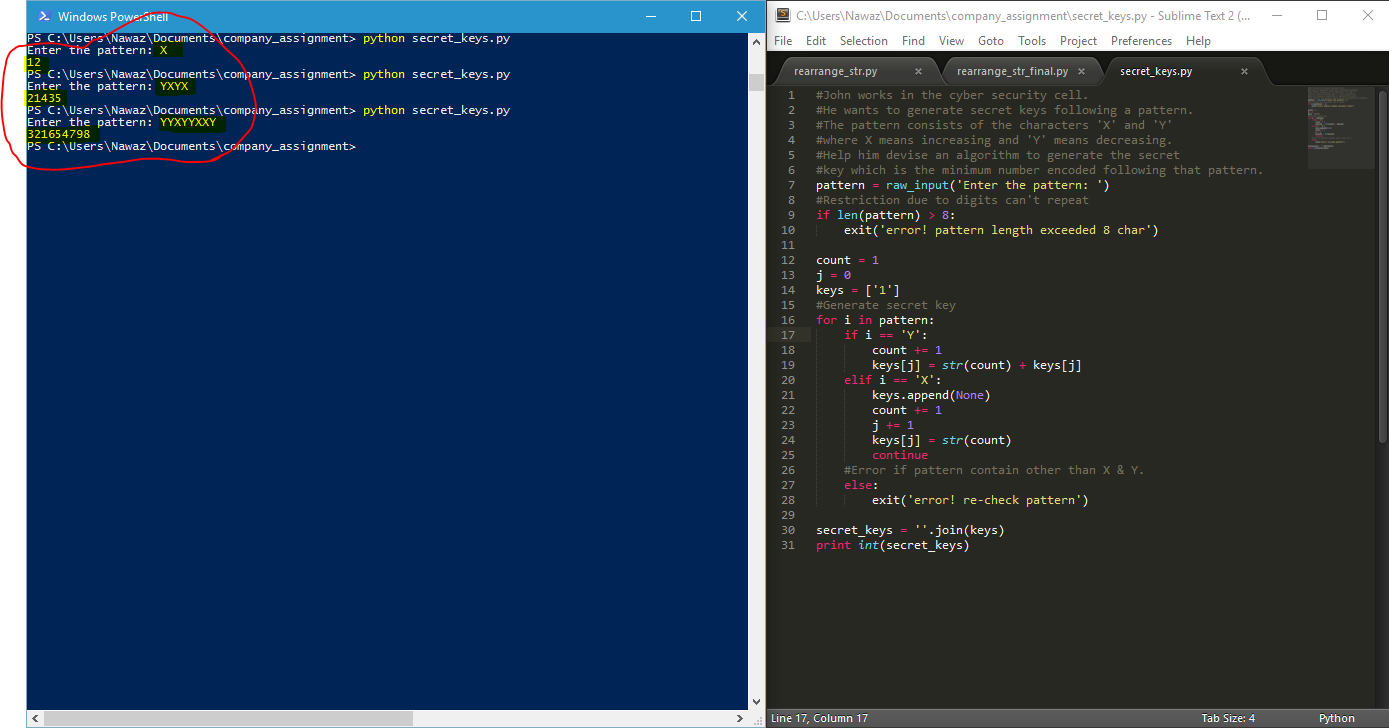 Windows PowerShell
PS C:\Users\Nawaz\Documents\company_assignment> python secret_keys.py
Enter the pattern: X
12
PS C:\Users\Nawaz\Documents\company_assignment> python secret_keys.py
Enter the pattern: YXYX
21435
PS C:\Users\Nawaz\Documents\company_assignment> python secret_keys.py
Enter the pattern: YYXYYXXY
321654798
PS C:\Users\Nawaz\Documents\company_assignment>
C:\Users\Nawaz\Documents\company_assignment\secret_keys.py - Sublime Text 2 (...
File Edit Selection Find View Goto Tools Project Preferences Help
rearrange_str.py × rearrange_str_final.py × secret_keys.py ×
1 #John works in the cyber security cell.
2 #He wants to generate secret keys following a pattern.
3 #The pattern consists of the characters 'X' and 'Y'
4 #where X means increasing and 'Y' means decreasing.
5 #Help him devise an algorithm to generate the secret
6 #key which is the minimum number encoded following that pattern.
7 pattern = raw_input('Enter the pattern: ')
8 #Restriction due to digits can't repeat
9 if len(pattern) > 8:
10 exit('error! pattern length exceeded 8 char')
11
12 count = 1
13 j = 0
14 keys = ['1']
15 #Generate secret key
16 for i in pattern:
17 if i == 'Y':
18 count += 1
19 keys[j] = str(count) + keys[j]
20 elif i == 'X':
21 keys.append(None)
22 count += 1
23 j += 1
24 keys[j] = str(count)
25 continue
26 #Error if pattern contain other than X & Y.
27 else:
28 exit('error! re-check pattern')
29
30 secret_keys = ''.join(keys)
31 print int(secret_keys)
Line 17, Column 17 Tab Size: 4 Python